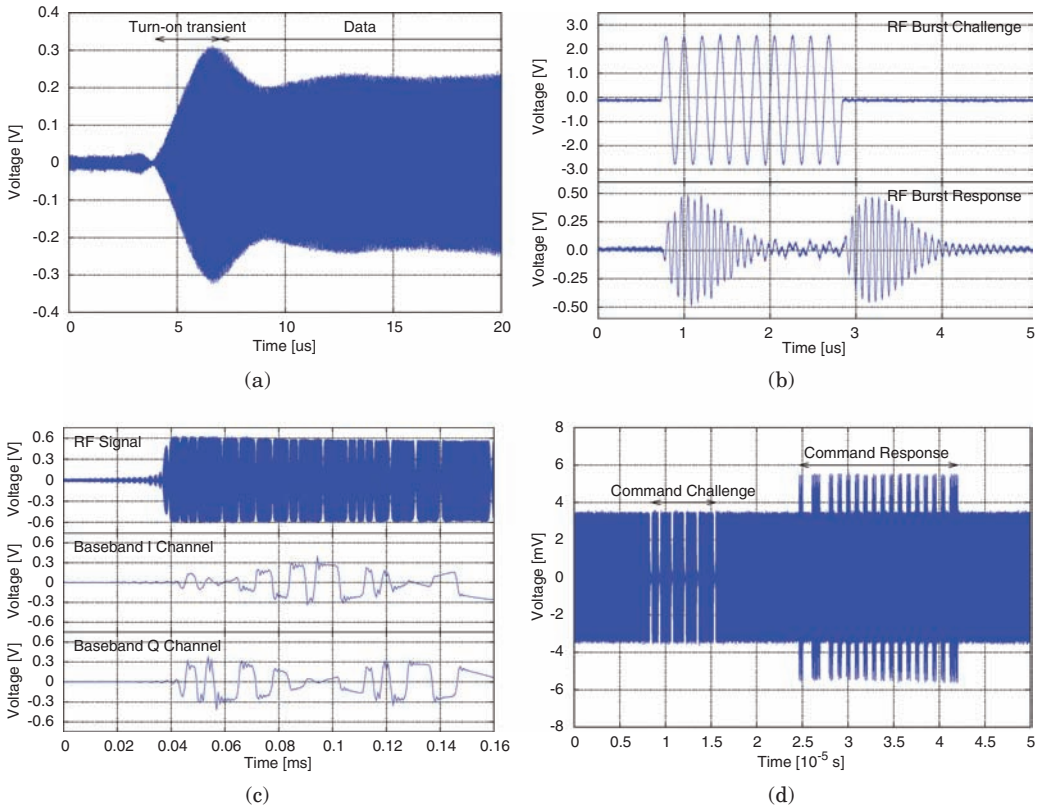 Turn-on transient Data
Voltage [V]
0.4
0.3
0.2
0.1
0
-0.1
-0.2
-0.3
-0.4
0 5 10 15 20
Time [us]
(a)
RF Burst Challenge
Voltage [V]
3.0
2.0
1.0
0.0
-1.0
-2.0
-3.0
RF Burst Response
Voltage [V]
0.50
0.25
0.0
-0.25
-0.50
0 1 2 3 4 5
Time [us]
(b)
RF Signal
Voltage [V]
0.6
0.3
0
-0.3
-0.6
Baseband I Channel
Voltage [V]
0.6
0.3
0
-0.3
-0.6
Baseband Q Channel
Voltage [V]
0.6
0.3
0
-0.3
-0.6
0 0.02 0.04 0.06 0.08 0.1 0.12 0.14 0.16
Time [ms]
(c)
Command Response
Command Challenge
Voltage [mV]
8
6
4
2
0
-2
-4
-6
-8
0 0.5 1 1.5 2 2.5 3 3.5 4 4.5 5
Time [10-5 s]
(d)